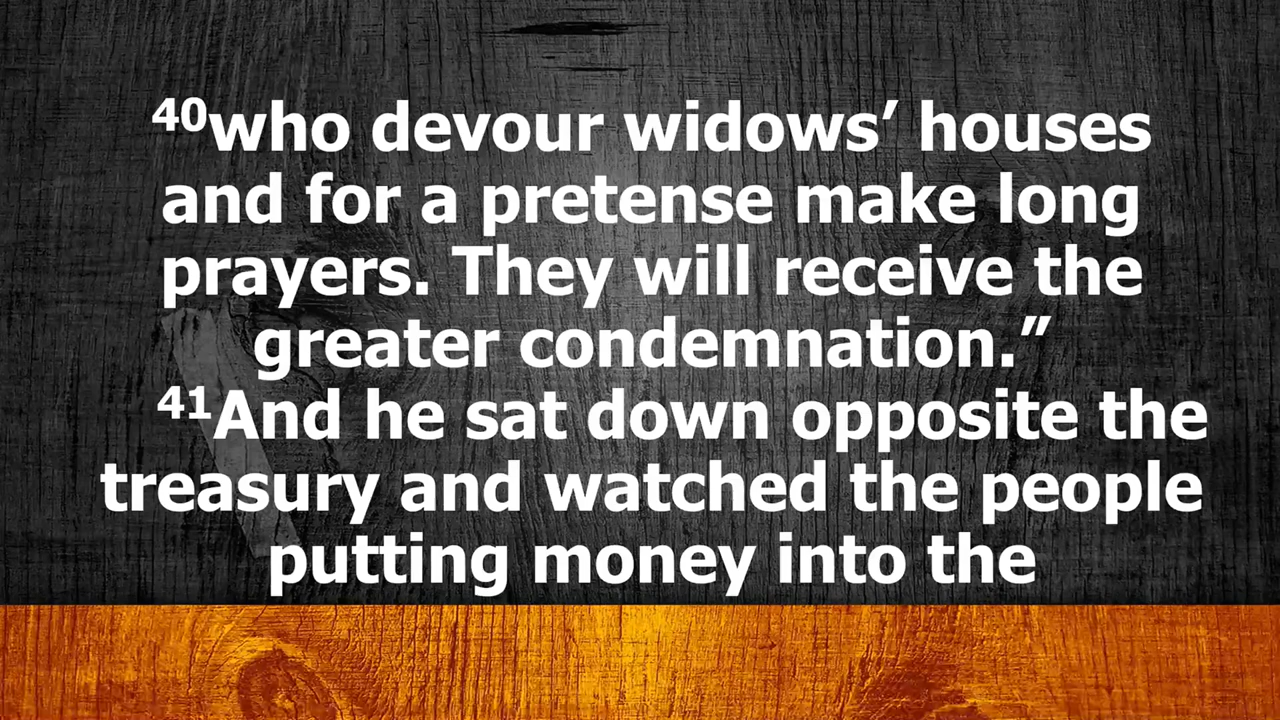 40who devour widows’ houses
and for a pretense make long
prayers. They will receive the
greater condemnation.”
41And he sat down opposite the
treasury and watched the people
putting money into the